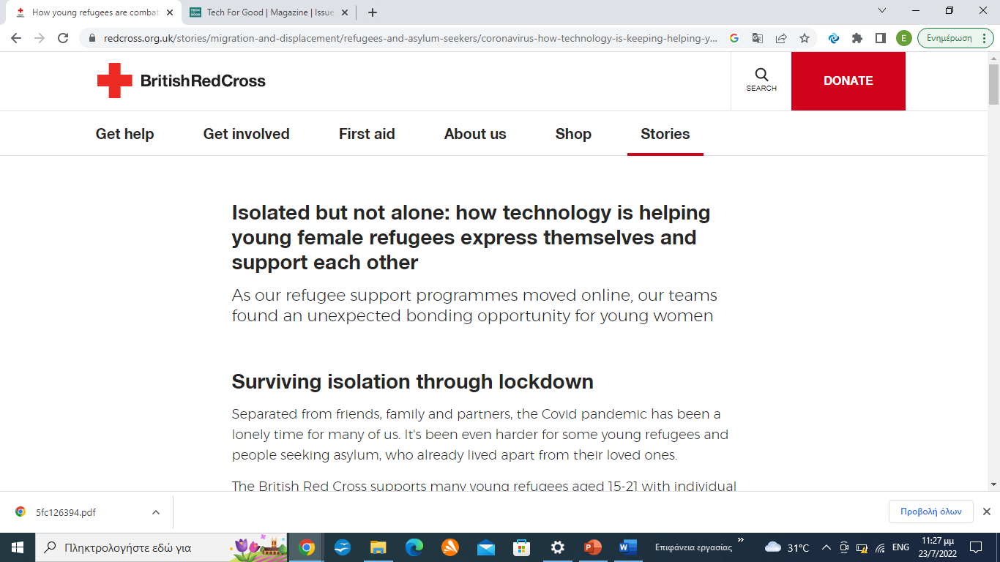 How young refugees are combat
Tech For Good | Magazine | Issue
redcross.org.uk/stories/migration-and-displacement/refugees-and-asylum-seekers/coronavirus-how-technology-is-keeping-helping-y...
E
Ενημέρωση
BritishRedCross
SEARCH
DONATE
Get help
Get involved
First aid
About us
Shop
Stories
Isolated but not alone: how technology is helping
young female refugees express themselves and
support each other
As our refugee support programmes moved online, our teams
found an unexpected bonding opportunity for young women
Surviving isolation through lockdown
Separated from friends, family and partners, the Covid pandemic has been a
lonely time for many of us. It's been even harder for some young refugees and
people seeking asylum, who already lived apart from their loved ones.
The British Red Cross supports many young refugees aged 15-21 with individual
5fc126394.pdf
Προβολή όλων
Πληκτρολογήστε εδώ για
Επιφάνεια εργασίας
31°C
ENG
11:27 μμ
23/7/2022